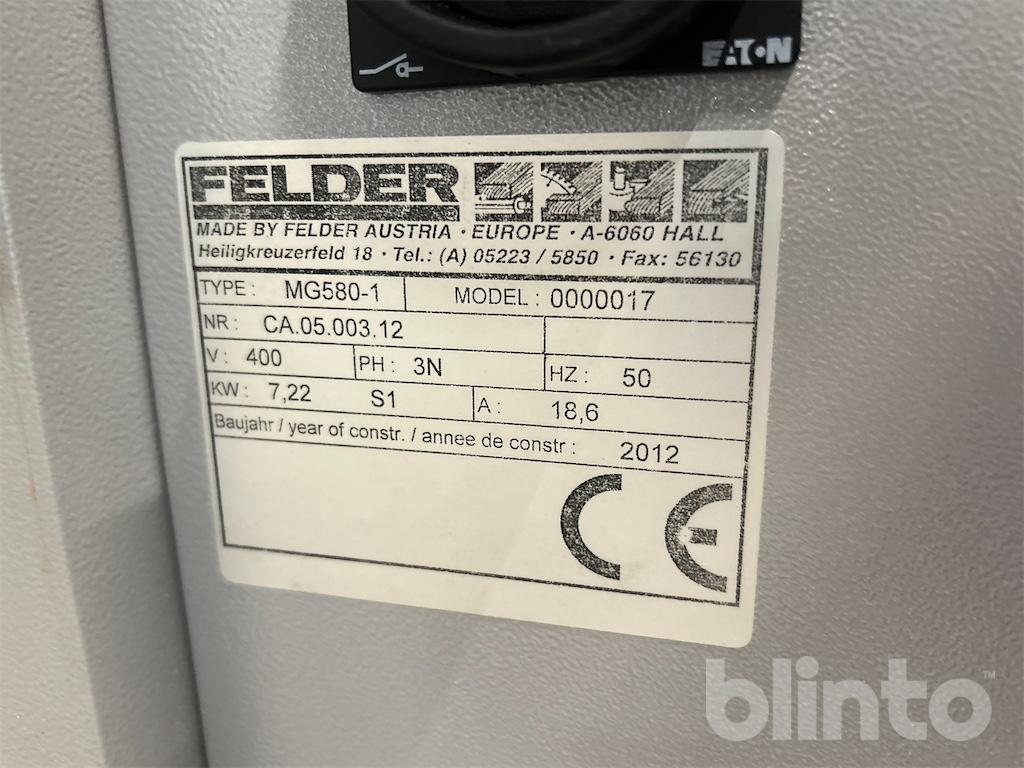 EATON
FELDER
MADE BY FELDER AUSTRIA · EUROPE · A-6060 HALL
Heiligkreuzerfeld 18 · Tel.: (A) 05223 / 5850 · Fax: 56130
TYPE: MG580-1 MODEL: 0000017
NR: CA.05.003.12
V: 400 PH: 3N HZ: 50
KW: 7,22 S1 A: 18,6
Baujahr / year of constr. / annee de constr: 2012
CE
blinto™